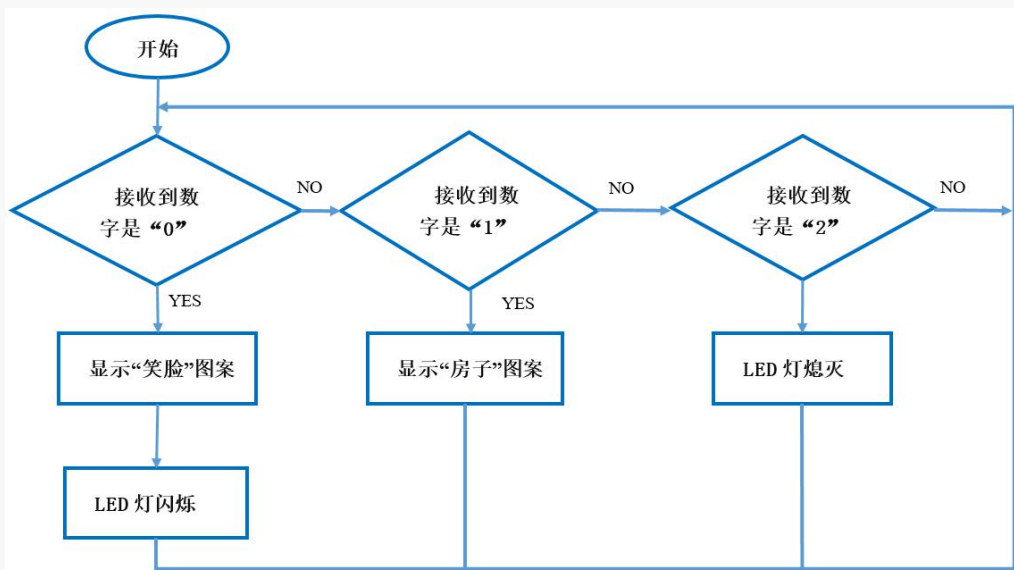 开始
接收到数
字是“0”
NO
接收到数
字是“1”
NO
接收到数
字是“2”
NO
YES
YES
显示“笑脸”图案
显示“房子”图案
LED 灯熄灭
LED 灯闪烁